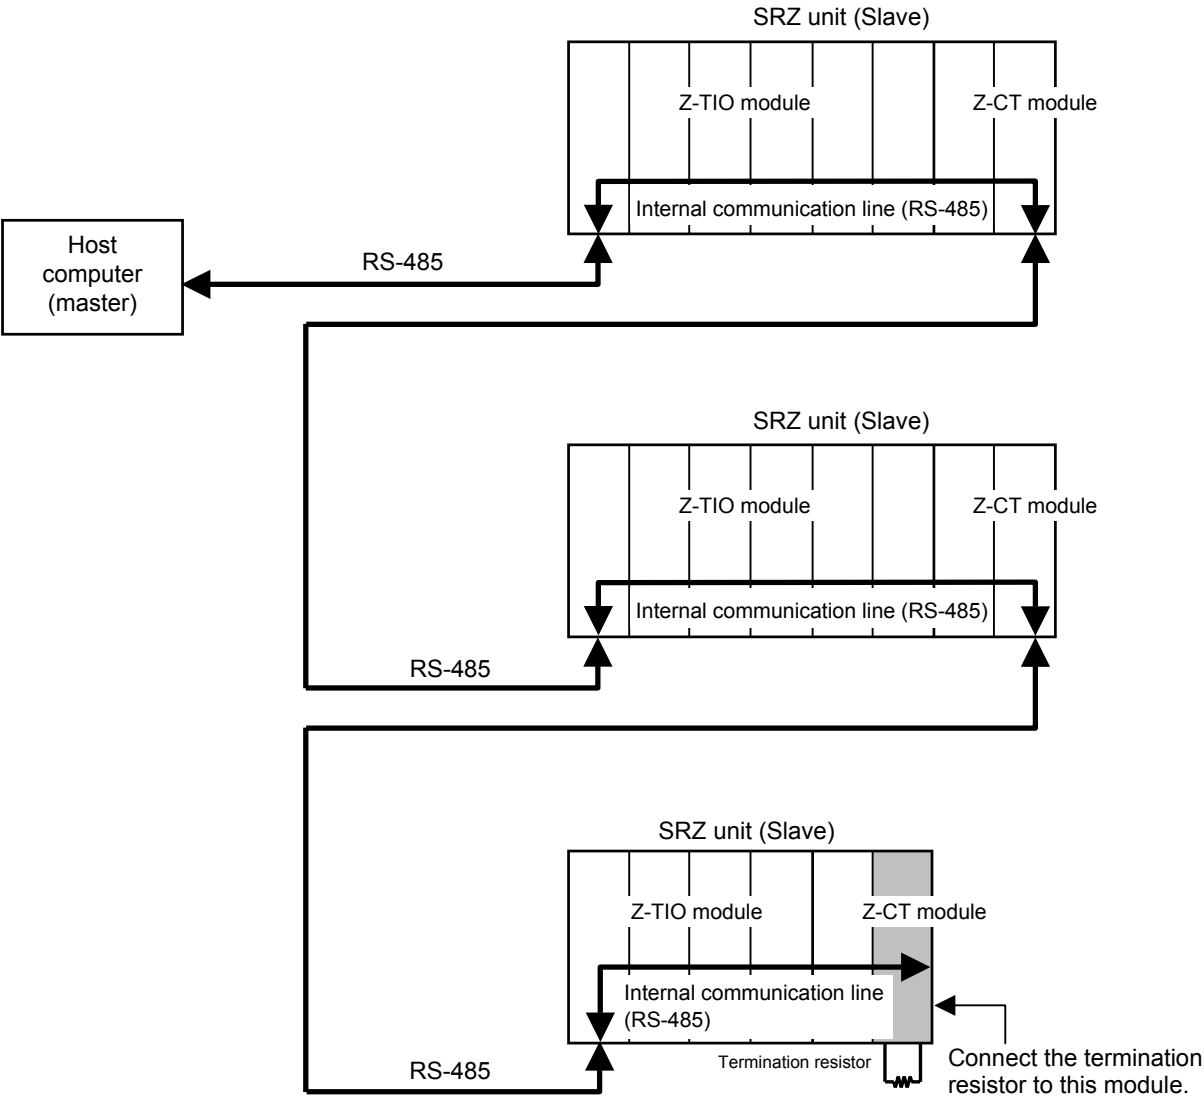 SRZ unit (Slave)
Z-TIO module
Z-CT module
Internal communication line (RS-485)
Host
computer
(master)
RS-485
SRZ unit (Slave)
Z-TIO module
Z-CT module
Internal communication line (RS-485)
RS-485
SRZ unit (Slave)
Z-TIO module
Z-CT module
Internal communication line
(RS-485)
RS-485
Termination resistor
Connect the termination
resistor to this module.